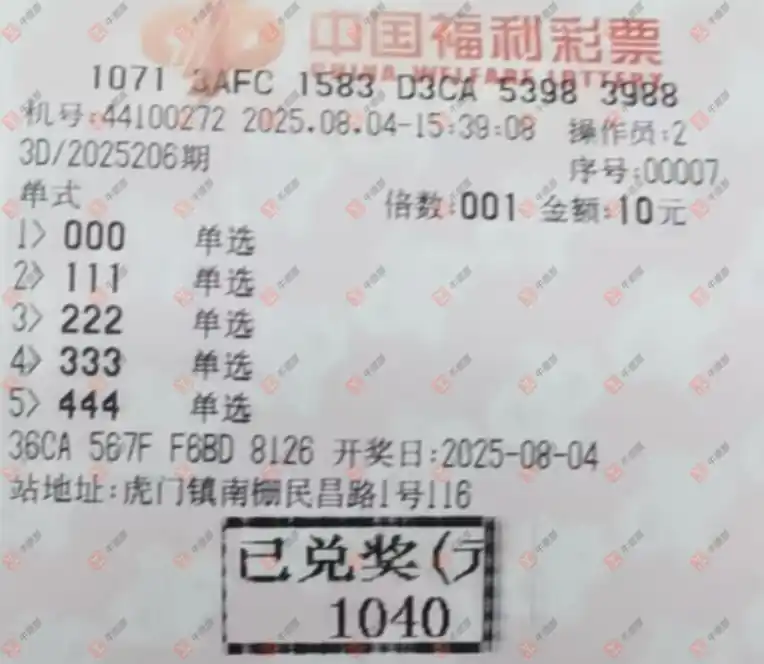 中国福利彩票
CHINA WELFARE LOTTERY
1071 3AFC 1583 D3CA 5398 3988
机号:44100272 2025.08.04-15:39:08 操作员:2
3D/2025206期 序号:00007
单式 倍数:001 金额:10元
1> 000 单选
2> 111 单选
3> 222 单选
4> 333 单选
5> 444 单选
36CA 567F F6BD 8126 开奖日:2025-08-04
站地址:虎门镇南栅民昌路1号116
已兑奖(元
1040